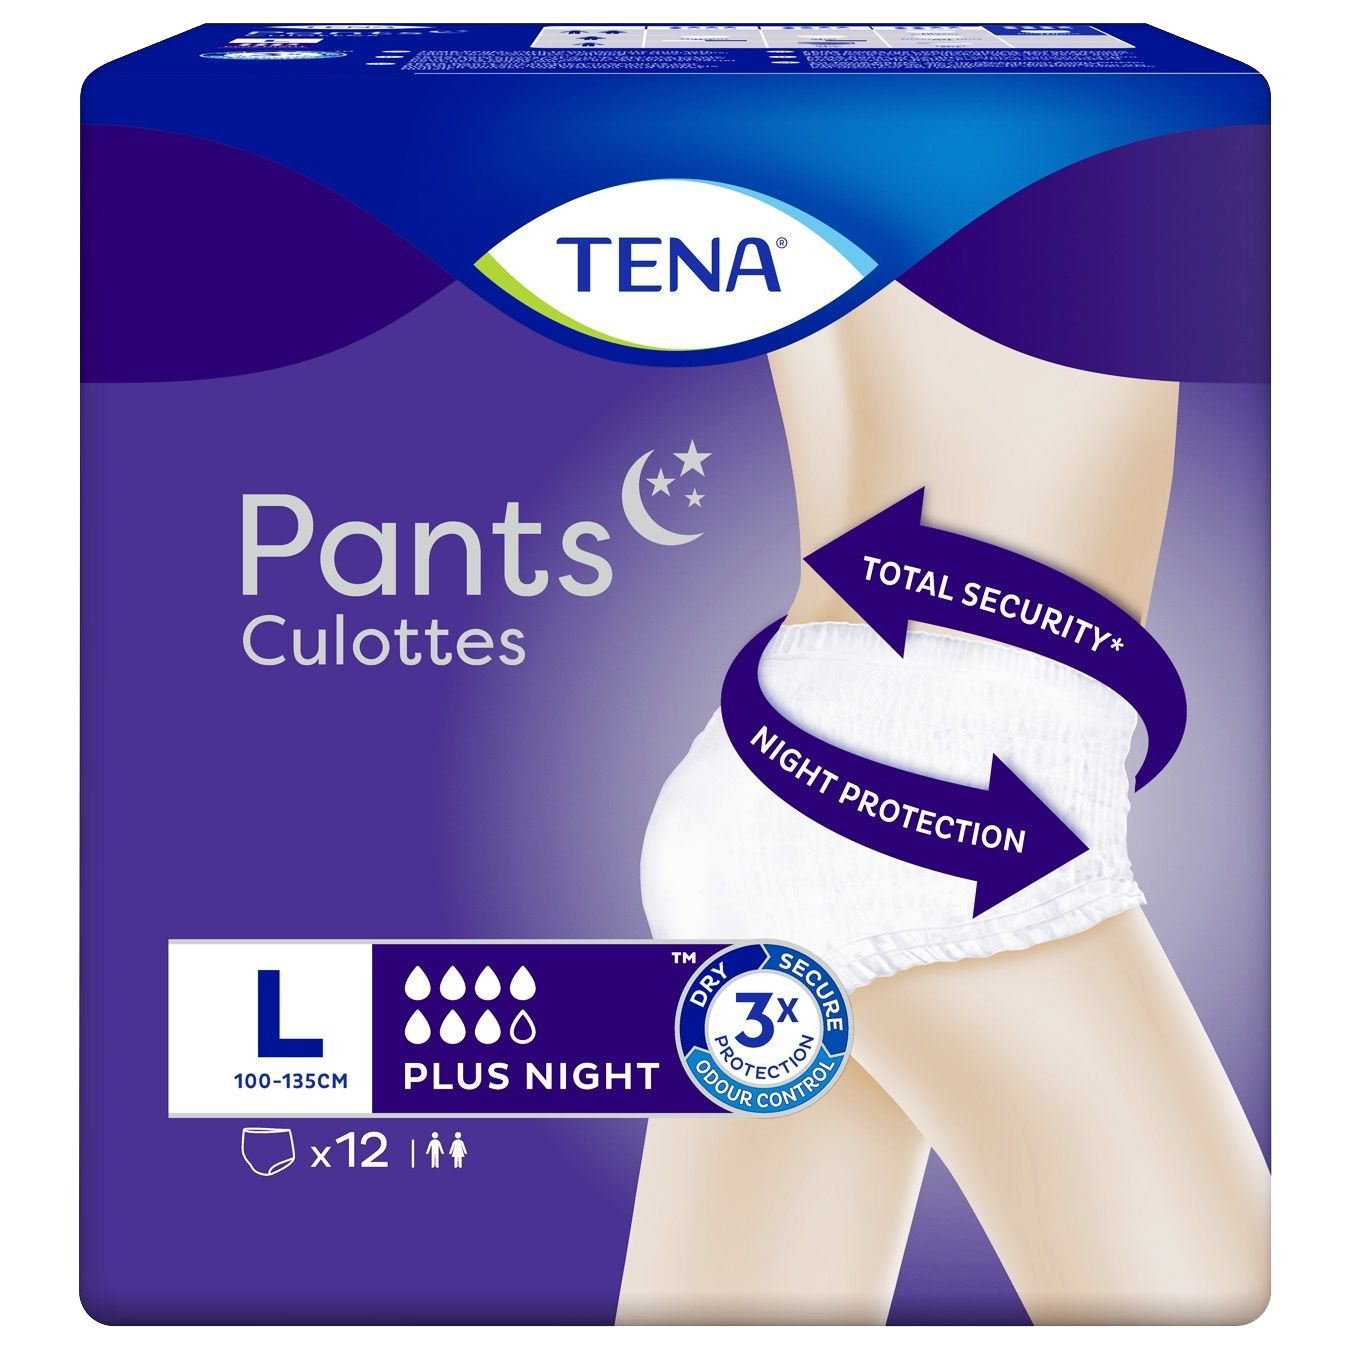 Pants
TENA®
Pants
Culottes
TOTAL SECURITY*
NIGHT PROTECTION
L
100-135CM
PLUS NIGHT
™
DRY
SECURE
3x
PROTECTION
ODOUR CONTROL
x12